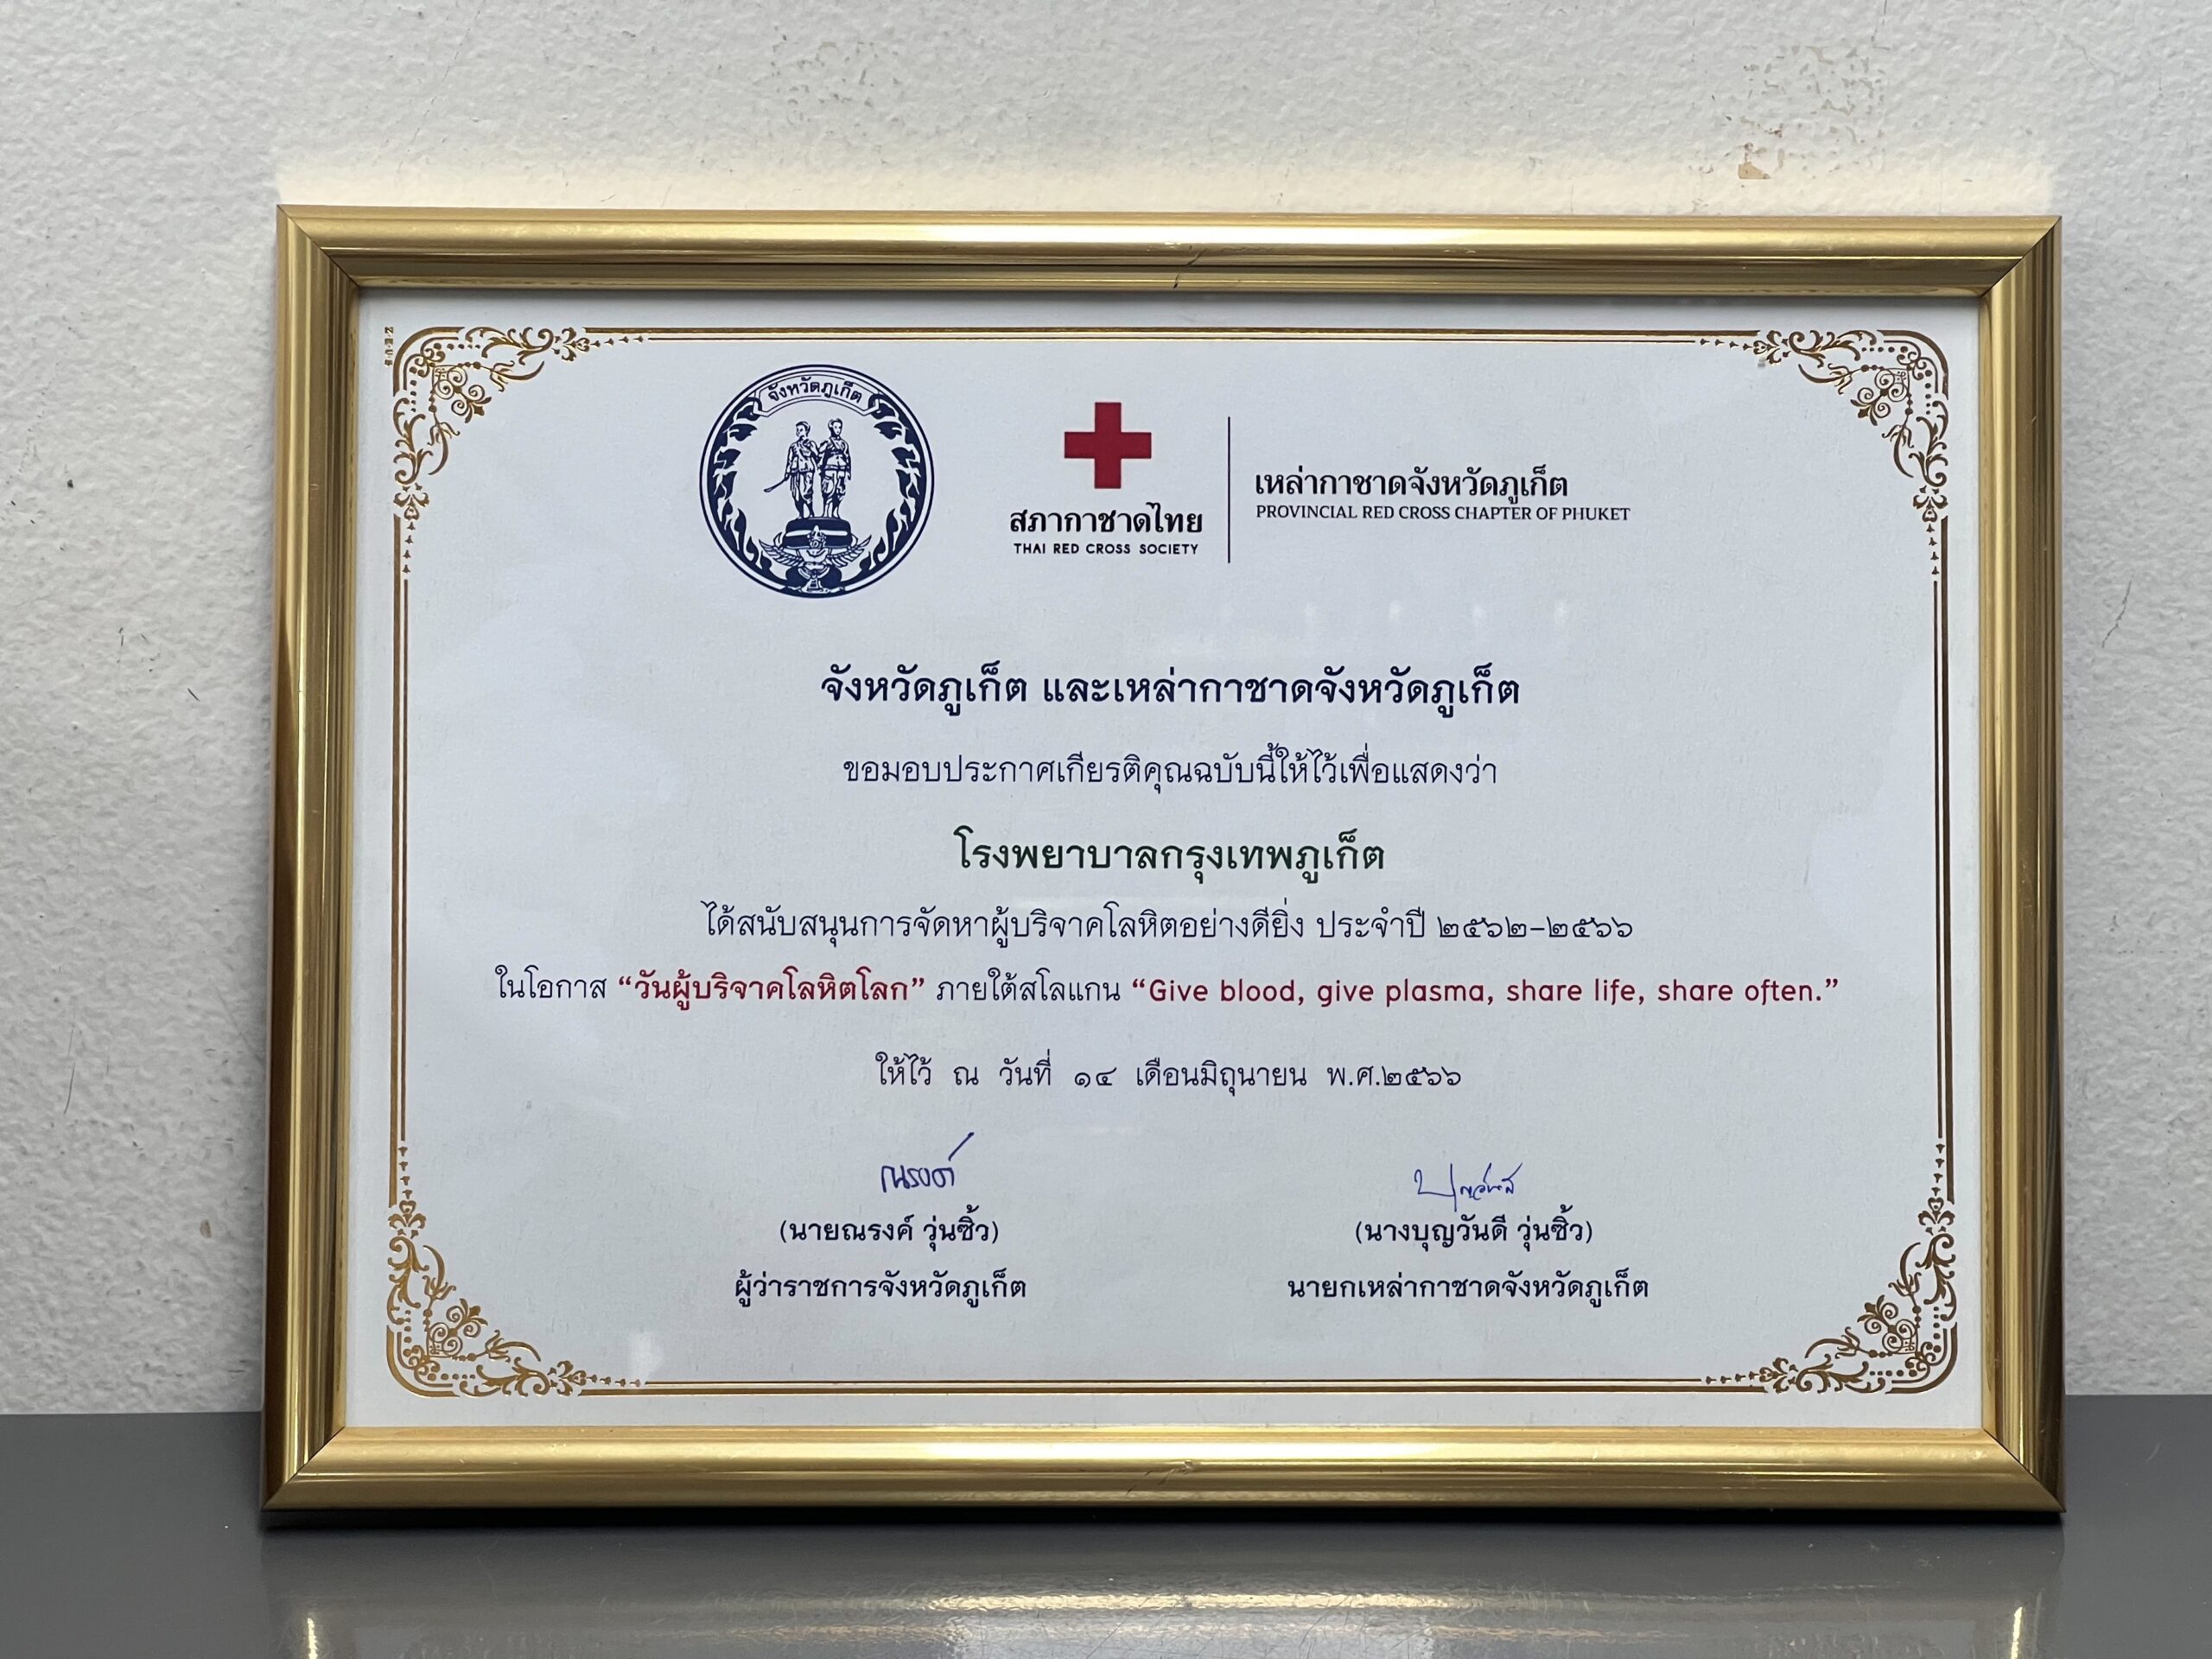 จังหวัดภูเก็ต
สภากาชาดไทย
THAI RED CROSS SOCIETY
เหล่ากาชาดจังหวัดภูเก็ต
PROVINCIAL RED CROSS CHAPTER OF PHUKET
จังหวัดภูเก็ต และเหล่ากาชาดจังหวัดภูเก็ต
ขอมอบประกาศเกียรติคุณฉบับนี้ให้ไว้เพื่อแสดงว่า
โรงพยาบาลกรุงเทพภูเก็ต
ได้สนับสนุนการจัดหาผู้บริจาคโลหิตอย่างดียิ่ง ประจำปี ๒๕๖๒-๒๕๖๖
ในโอกาส “วันผู้บริจาคโลหิตโลก” ภายใต้สโลแกน “Give blood, give plasma, share life, share often.”
ให้ไว้ ณ วันที่ ๑๔ เดือนมิถุนายน พ.ศ.๒๕๖๖
(นายณรงค์ วุ่นซิ้ว)
ผู้ว่าราชการจังหวัดภูเก็ต
(นางบุญวันดี วุ่นซิ้ว)
นายกเหล่ากาชาดจังหวัดภูเก็ต